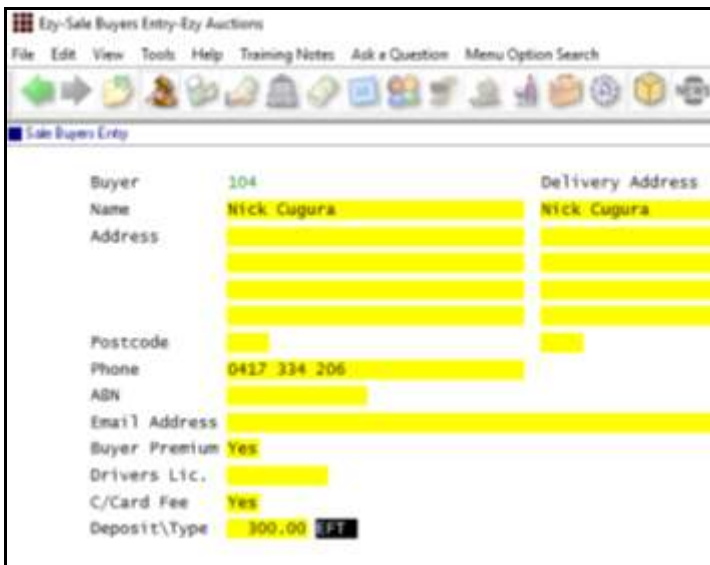 Ezy-Sale Buyers Entry-Ezy Auctions
File Edit View Tools Help Training Notes Ask a Question Menu Option Search
Sale Buyers Entry
Buyer 104 Delivery Address
Name Nick Cugura Nick Cugura
Address
Postcode
Phone 0417 334 206
ABN
Email Address
Buyer Premium Yes
Drivers Lic.
C/Card Fee Yes
Deposit\Type 300.00 EFT